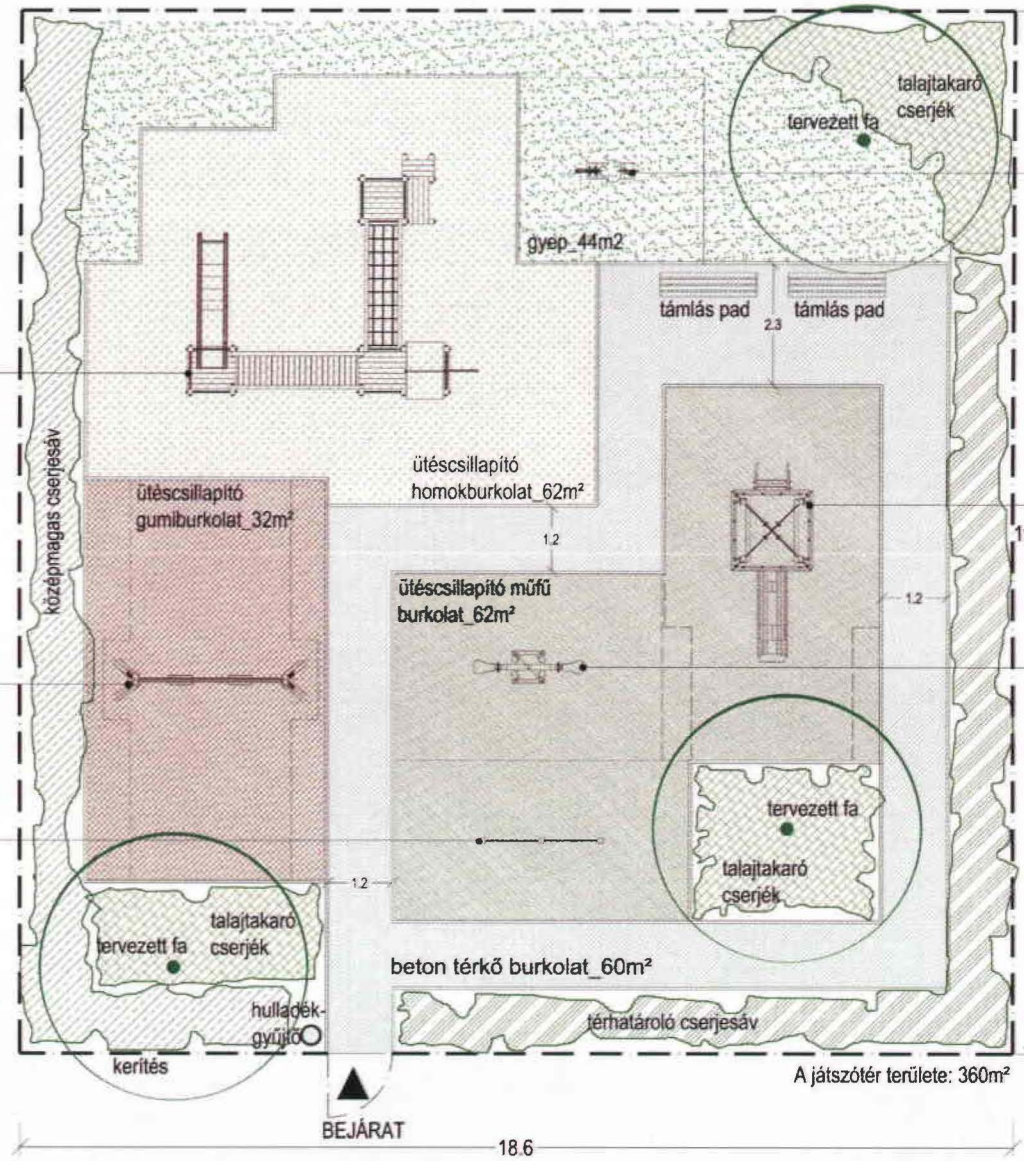 talajtakaró
cserjék
tervezett fa
gyep_44m2
támlás pad
támlás pad
2.3
középmagas cserjesáv
ütéscsillapító
homokburkolat_62m²
ütéscsillapító
gumiburkolat_32m²
1.2
ütéscsillapító műfű
burkolat_62m²
1.2
tervezett fa
talajtakaró
cserjék
1.2
talajtakaró
cserjék
tervezett fa
beton térkő burkolat_60m²
hulladék-
gyűjtő
térhatároló cserjesáv
kerítés
A játszótér területe: 360m²
BEJÁRAT
18.6